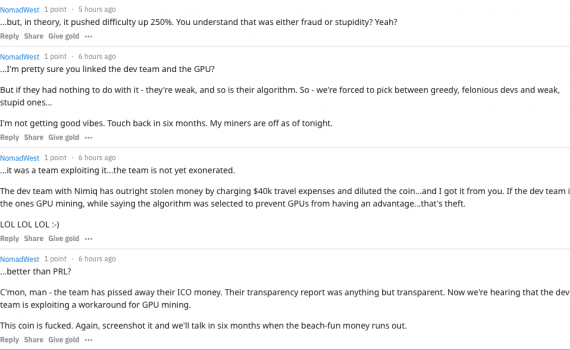 NomadWest 1 point · 5 hours ago
...but, in theory, it pushed difficulty up 250%. You understand that was either fraud or stupidity? Yeah?
Reply Share Give gold •••
NomadWest 1 point · 6 hours ago
...I'm pretty sure you linked the dev team and the GPU?
But if they had nothing to do with it - they're weak, and so is their algorithm. So - we're forced to pick between greedy, felonious devs and weak,
stupid ones...
I'm not getting good vibes. Touch back in six months. My miners are off as of tonight.
Reply Share Give gold •••
NomadWest 1 point · 6 hours ago
...it was a team exploiting it...the team is not yet exonerated.
The dev team with Nimiq has outright stolen money by charging $40k travel expenses and diluted the coin...and I got it from you. If the dev team i
the ones GPU mining, while saying the algorithm was selected to prevent GPUs from having an advantage...that's theft.
LOL LOL LOL :-)
Reply Share Give gold •••
NomadWest 1 point · 6 hours ago
...better than PRL?
C'mon, man - the team has pissed away their ICO money. Their transparency report was anything but transparent. Now we're hearing that the dev
team is exploiting a workaround for GPU mining.
This coin is fucked. Again, screenshot it and we'll talk in six months when the beach-fun money runs out.
Reply Share Give gold •••